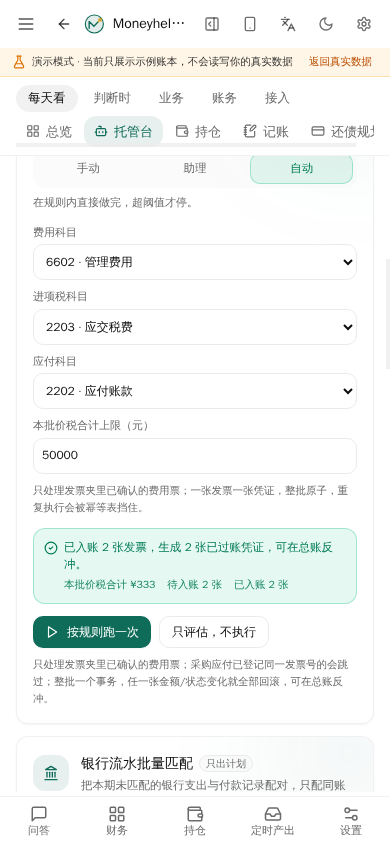 Moneyhel···
演示模式 · 当前只展示示例账本，不会读写你的真实数据 返回真实数据
每天看 判断时 业务 账务 接入
总览 托管台 持仓 记账 还债规划
手动 助理 自动
在规则内直接做完，超阈值才停。
费用科目
6602 · 管理费用
进项税科目
2203 · 应交税费
应付科目
2202 · 应付账款
本批价税合计上限（元）
50000
只处理发票夹里已确认的费用票；一张发票一张凭证，整批原子，重
复执行会被幂等表挡住。
已入账 2 张发票，生成 2 张已过账凭证，可在总账反
冲。
本批价税合计 ¥333 待入账 2 张 已入账 2 张
按规则跑一次 只评估，不执行
只处理发票夹里已确认的费用票；采购应付已登记同一发票号的会跳
过；整批一个事务，任一张金额/状态变化就全部回滚，可在总账反
冲。
银行流水批量匹配 只出计划
把本期未匹配的银行支出与付款记录配对，只配同账
问答 财务 持仓 定时产出 设置